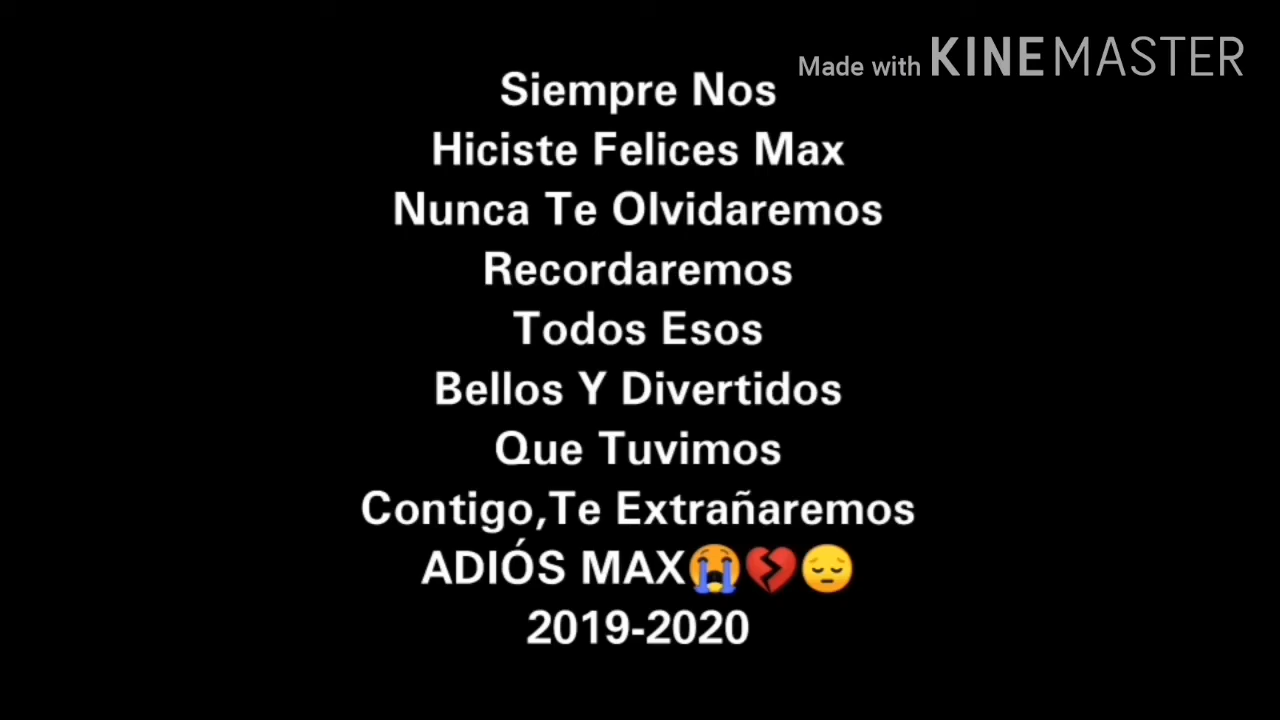 Made with KINEMASTER
Siempre Nos
Hiciste Felices Max
Nunca Te Olvidaremos
Recordaremos
Todos Esos
Bellos Y Divertidos
Que Tuvimos
Contigo,Te Extrañaremos
ADIÓS MAX😭💔😔
2019-2020